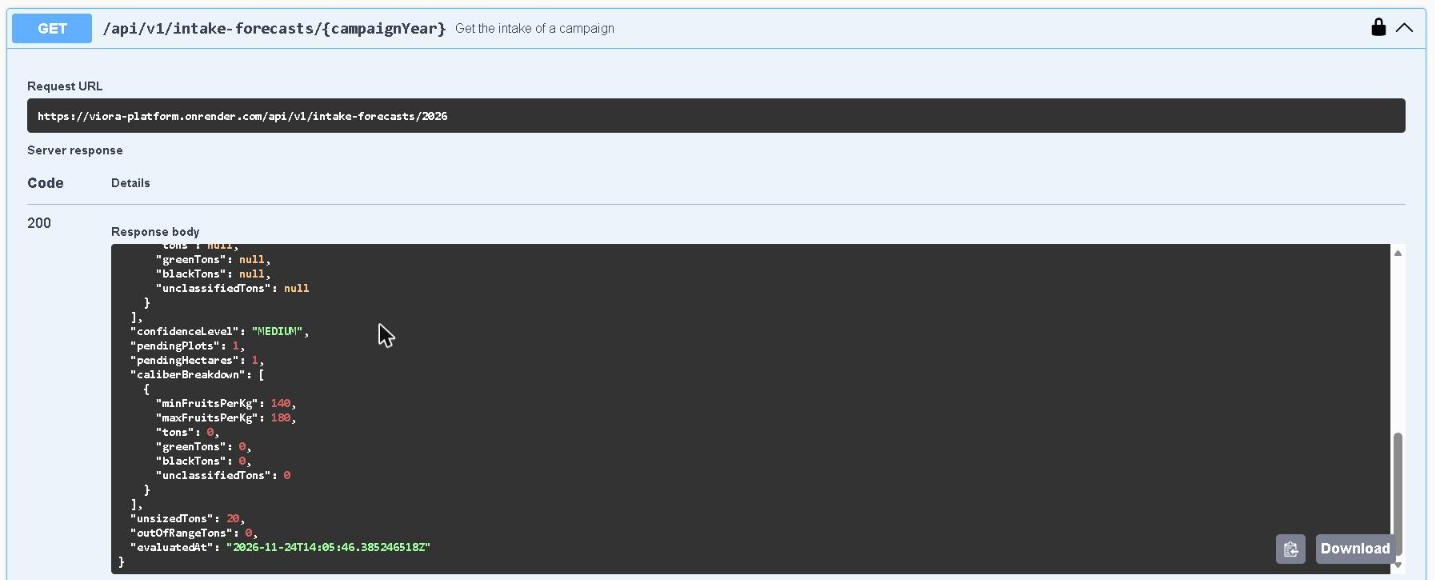 GET /api/v1/intake-forecasts/{campaignYear} Get the intake of a campaign
Request URL
https://viora-platform.onrender.com/api/v1/intake-forecasts/2026
Server response
Code Details
200
Response body
"tons": null,
"greenTons": null,
"blackTons": null,
"unclassifiedTons": null
}
],
"confidenceLevel": "MEDIUM",
"pendingPlots": 1,
"pendingHectares": 1,
"caliberBreakdown": [
{
"minFruitsPerKg": 140,
"maxFruitsPerKg": 180,
"tons": 0,
"greenTons": 0,
"blackTons": 0,
"unclassifiedTons": 0
}
],
"unsizedTons": 20,
"outOfRangeTons": 0,
"evaluatedAt": "2026-11-24T14:05:46.385246518Z"
}
Download